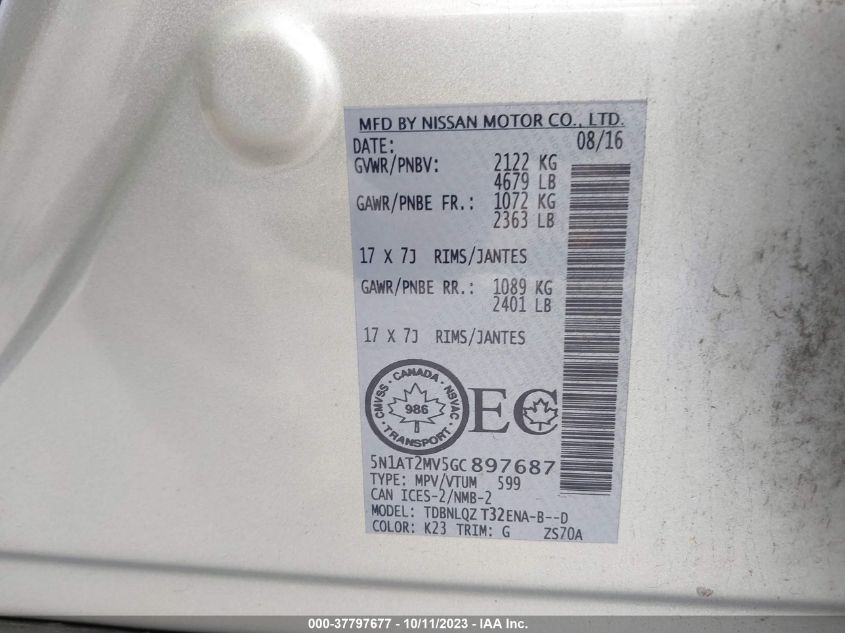 MFD BY NISSAN MOTOR CO., LTD.
DATE: 08/16
GVWR/PNBV: 2122 KG
4679 LB
GAWR/PNBE FR.: 1072 KG
2363 LB
17 X 7J RIMS/JANTES
GAWR/PNBE RR.: 1089 KG
2401 LB
17 X 7J RIMS/JANTES
CANADA
CMVSS NSVAC
986
TRANSPORT
EC
5N1AT2MV5GC897687
TYPE: MPV/VTUM 599
CAN ICES-2/NMB-2
MODEL: TDBNLQZ T32ENA-B--D
COLOR: K23 TRIM: G ZS70A
000-37797677 - 10/11/2023 - IAA Inc.